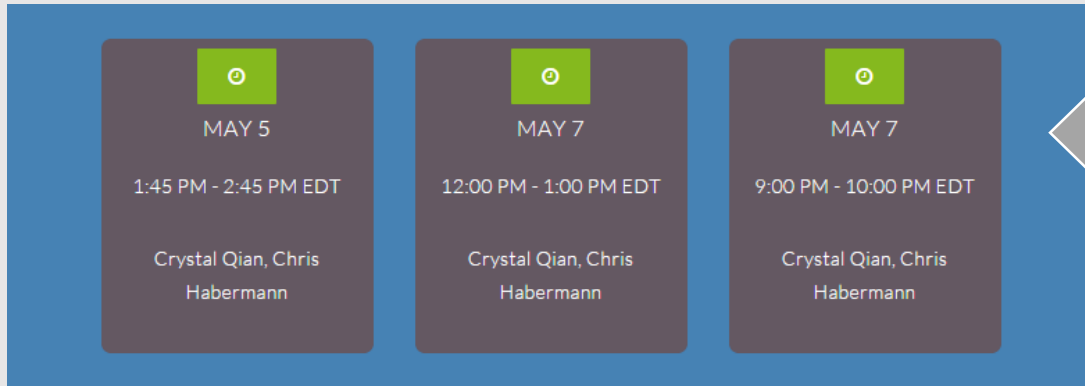 MAY 5
1:45 PM - 2:45 PM EDT
Crystal Qian, Chris
Habermann
MAY 7
12:00 PM - 1:00 PM EDT
Crystal Qian, Chris
Habermann
MAY 7
9:00 PM - 10:00 PM EDT
Crystal Qian, Chris
Habermann